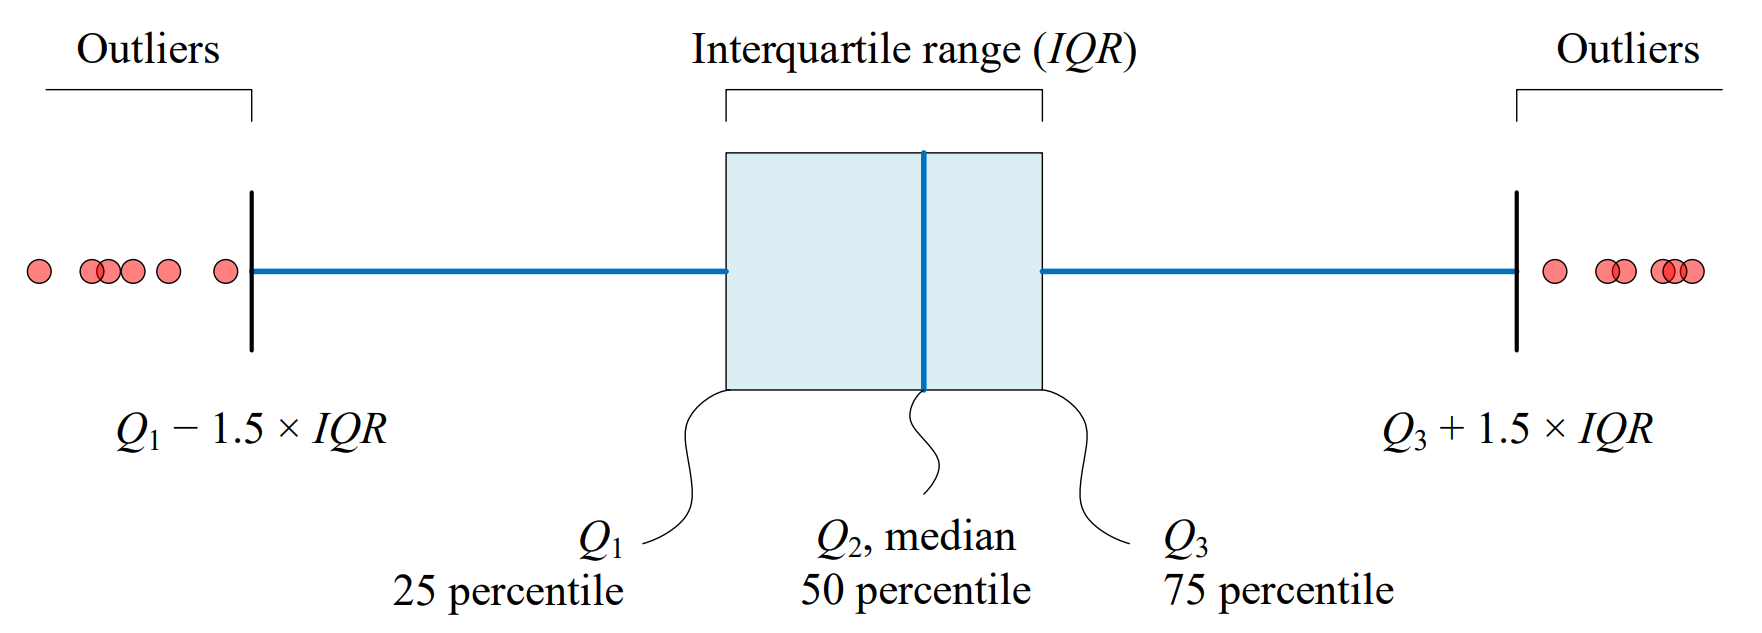 Outliers
Interquartile range (IQR)
Outliers
Q₁ − 1.5 × IQR
Q₃ + 1.5 × IQR
Q₁
25 percentile
Q₂, median
50 percentile
Q₃
75 percentile